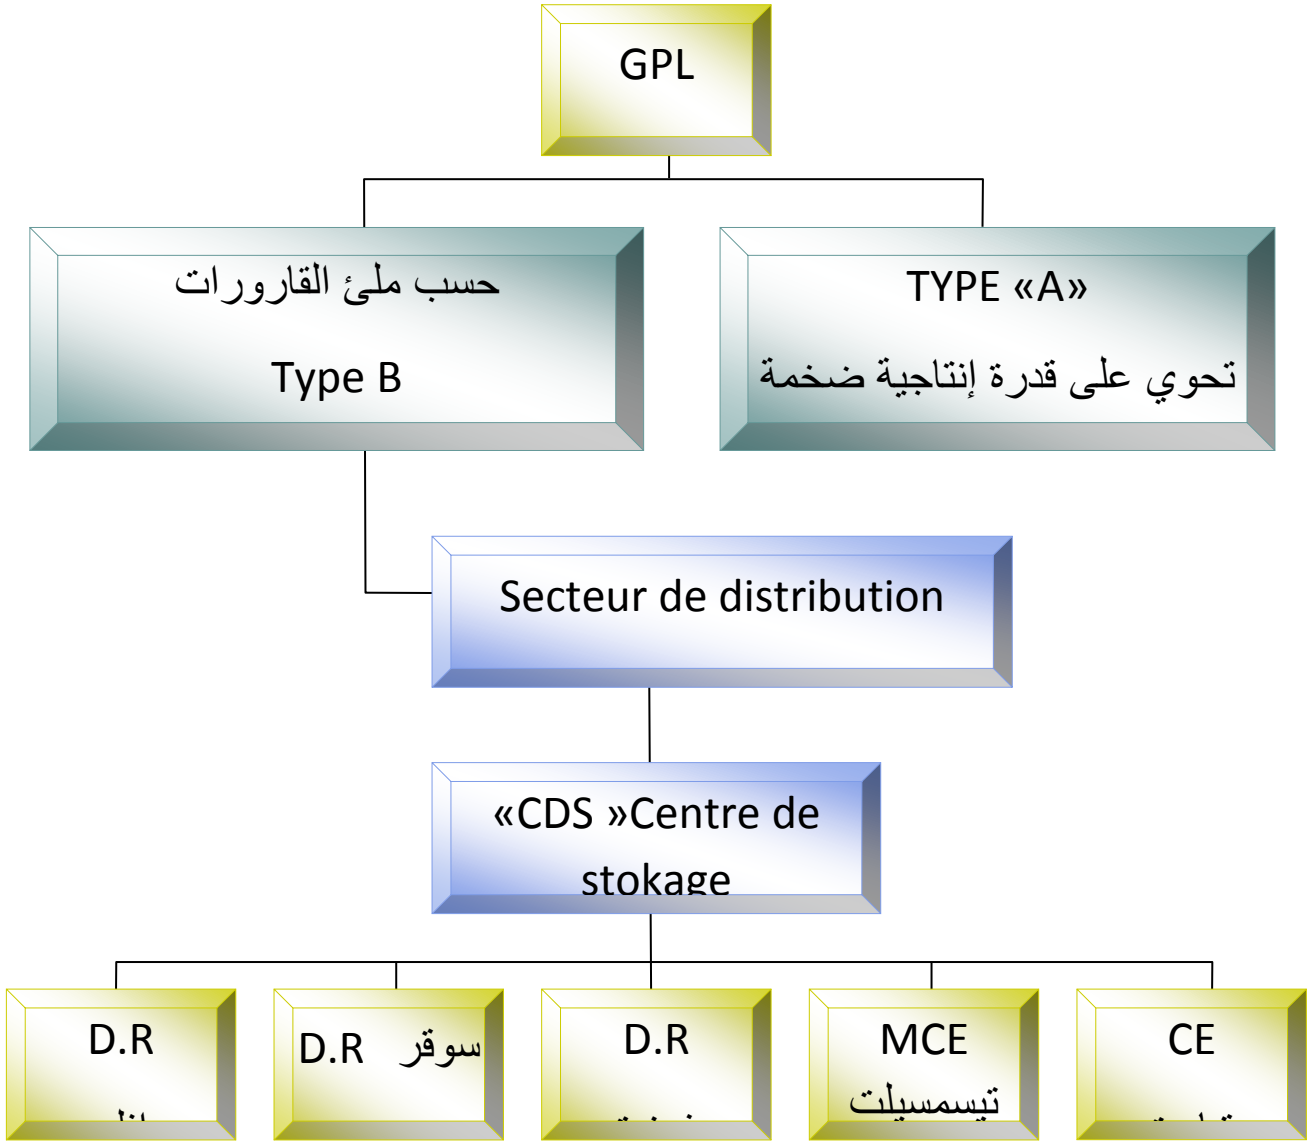 GPL
حسب ملئ القارورات
Type B
TYPE «A»
تحوي على قدرة إنتاجية ضخمة
Secteur de distribution
«CDS »Centre de
stokage
D.R
سوقر D.R
D.R
MCE
تيسمسيلت
CE